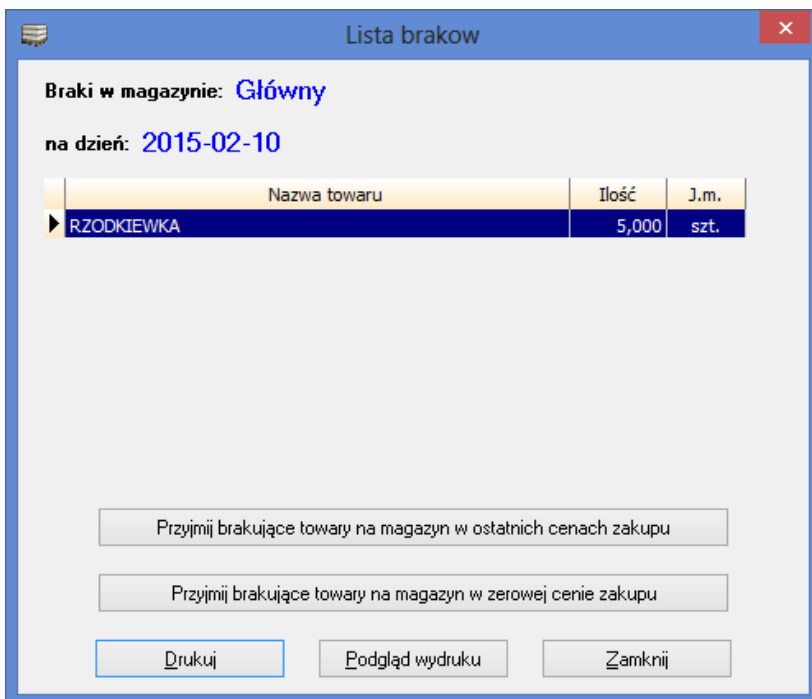 Lista brakow
Braki w magazynie: Główny
na dzień: 2015-02-10
Nazwa towaru Ilość J.m.
RZODKIEWKA 5,000 szt.
Przyjmij brakujące towary na magazyn w ostatnich cenach zakupu
Przyjmij brakujące towary na magazyn w zerowej cenie zakupu
Drukuj Podgląd wydruku Zamknij